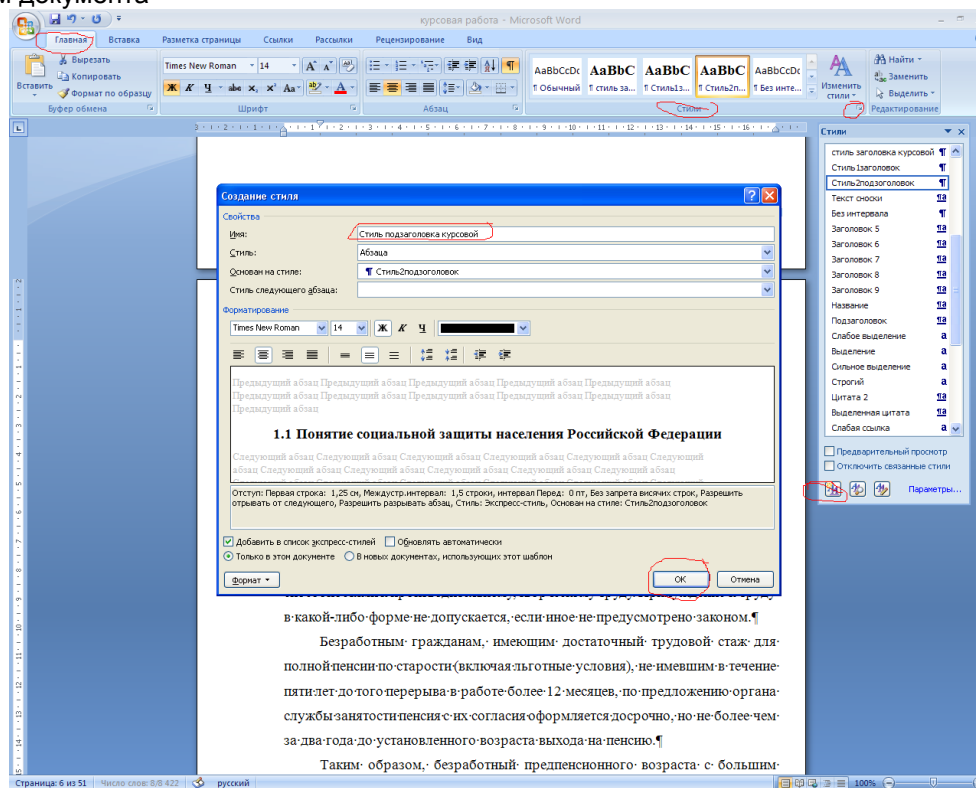 м документа
курсовая работа - Microsoft Word
Главная Вставка Разметка страницы Ссылки Рассылки Рецензирование Вид
Вставить
Вырезать
Копировать
Формат по образцу
Буфер обмена
Times New Roman 14
Ж К Ч abe x, x² Aa
Шрифт
Абзац
AaBbCcDc AaBbC AaBbC AaBbC AaBbCcDc
¶ Обычный ¶ стиль за... ¶ Стиль1з... ¶ Стиль2п... ¶ Без инте...
Стили
Изменить стили
Найти
Заменить
Выделить
Редактирование
Стили
стиль заголовка курсовой ¶
Стиль1заголовок ¶
Стиль2подзоголовок ¶
Текст сноски ¶a
Без интервала ¶
Заголовок 5 ¶a
Заголовок 6 ¶a
Заголовок 7 ¶a
Заголовок 8 ¶a
Заголовок 9 ¶a
Название ¶a
Подзаголовок ¶a
Слабое выделение a
Выделение a
Сильное выделение a
Строгий a
Цитата 2 ¶a
Выделенная цитата ¶a
Слабая ссылка a
Предварительный просмотр
Отключить связанные стили
Параметры...
Создание стиля
Свойства
Имя: Стиль подзаголовка курсовой
Стиль: Абзаца
Основан на стиле: ¶ Стиль2подзоголовок
Стиль следующего абзаца:
Форматирование
Times New Roman 14 Ж К Ч
Предыдущий абзац Предыдущий абзац Предыдущий абзац Предыдущий абзац Предыдущий абзац
Предыдущий абзац Предыдущий абзац Предыдущий абзац Предыдущий абзац Предыдущий абзац
Предыдущий абзац
1.1 Понятие социальной защиты населения Российской Федерации
Следующий абзац Следующий абзац Следующий абзац Следующий абзац Следующий абзац
абзац Следующий абзац Следующий абзац Следующий абзац Следующий абзац Следующий абзац
Отступ: Первая строка: 1,25 см, Междустр.интервал: 1,5 строки, интервал Перед: 0 пт, Без запрета висячих строк, Разрешить
отрывать от следующего, Разрешить разрывать абзац, Стиль: Экспресс-стиль, Основан на стиле: Стиль2подзоголовок
Добавить в список экспресс-стилей Обновлять автоматически
Только в этом документе В новых документах, использующих этот шаблон
Формат ОК Отмена
в какой-либо форме не допускается, если иное не предусмотрено законом.¶
Безработным гражданам, имеющим достаточный трудовой стаж для
полной пенсии по старости (включая льготные условия), не имевшим в течение
пяти лет до того перерыва в работе более 12 месяцев, по предложению органа
службы занятости пенсия с их согласия оформляется досрочно, но не более чем
за два года до установленного возраста выхода на пенсию.¶
Таким образом, безработный предпенсионного возраста с большим
Страница: 6 из 51 Число слов: 8/8 422 русский 100%